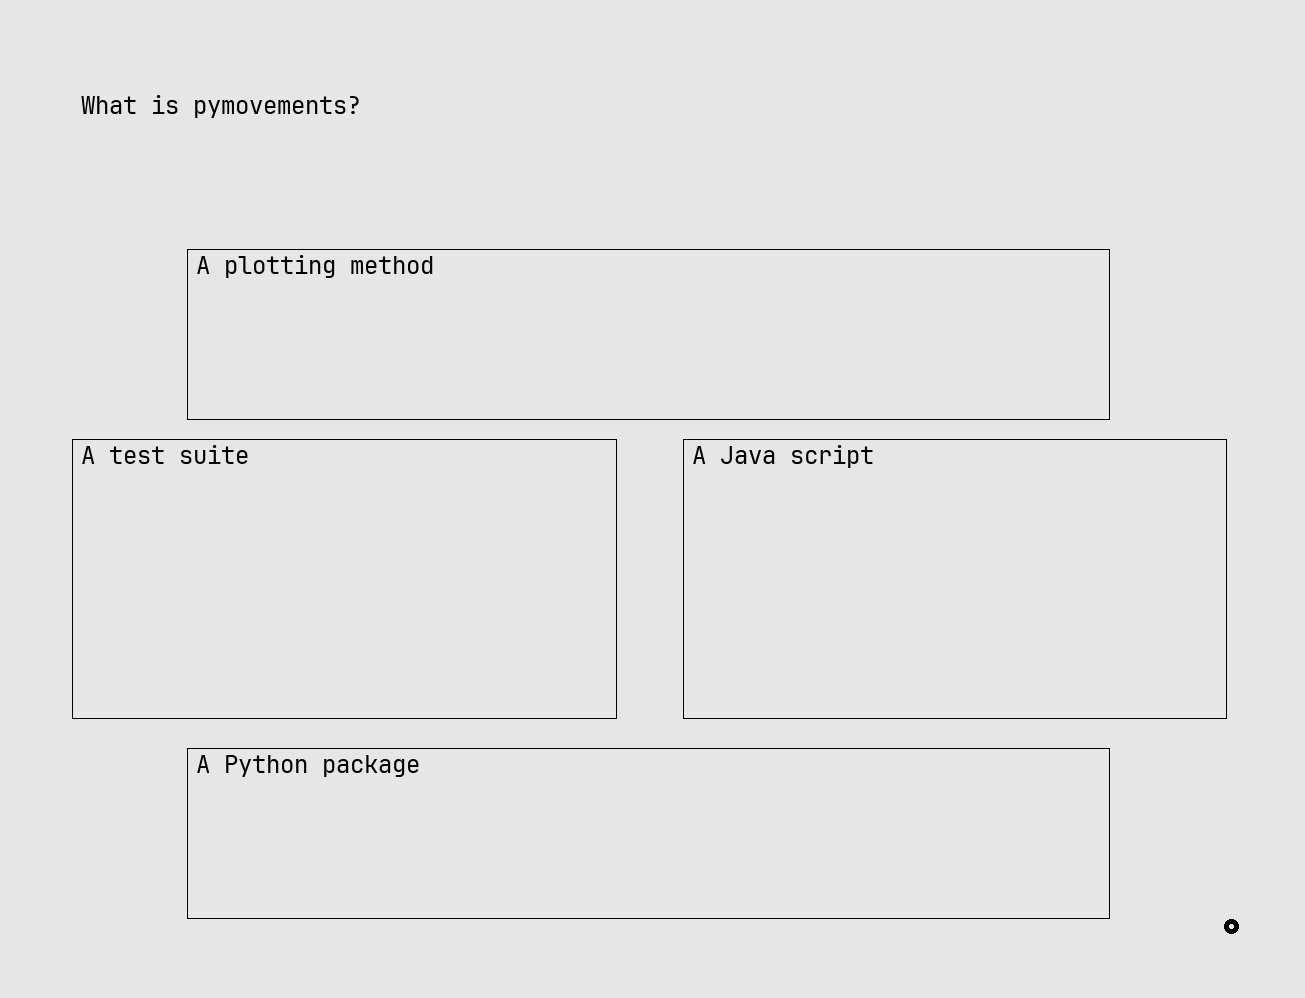 What is pymovements?
A plotting method
A test suite
A Java script
A Python package